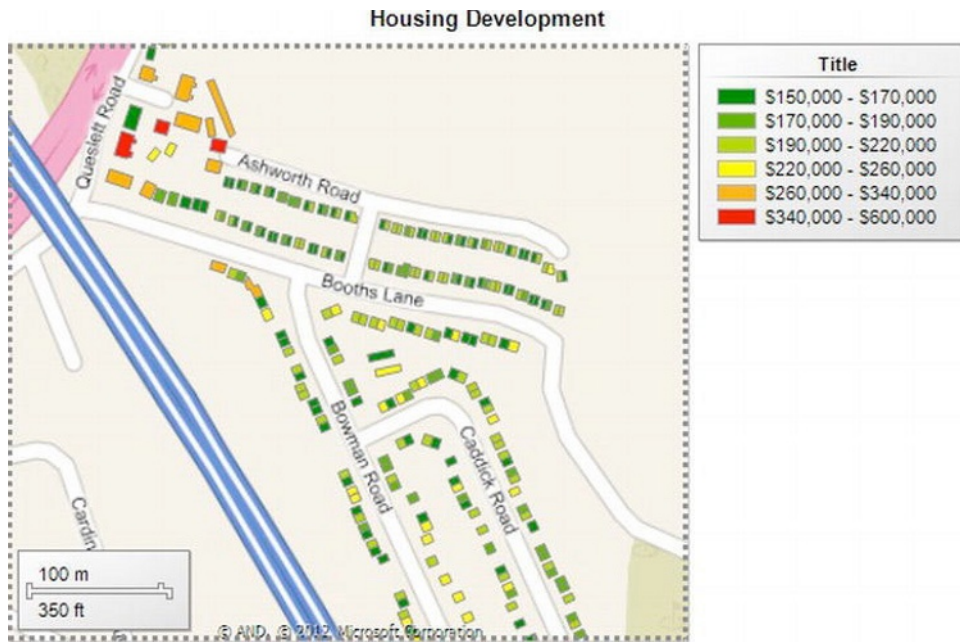 Housing Development
Title
$150,000 - $170,000
$170,000 - $190,000
$190,000 - $220,000
$220,000 - $260,000
$260,000 - $340,000
$340,000 - $600,000
Queslett Road
Ashworth Road
Booths Lane
Bowman Road
Caddick Road
Cardin
100 m
350 ft
© AND, © 2012 Microsoft Corporation